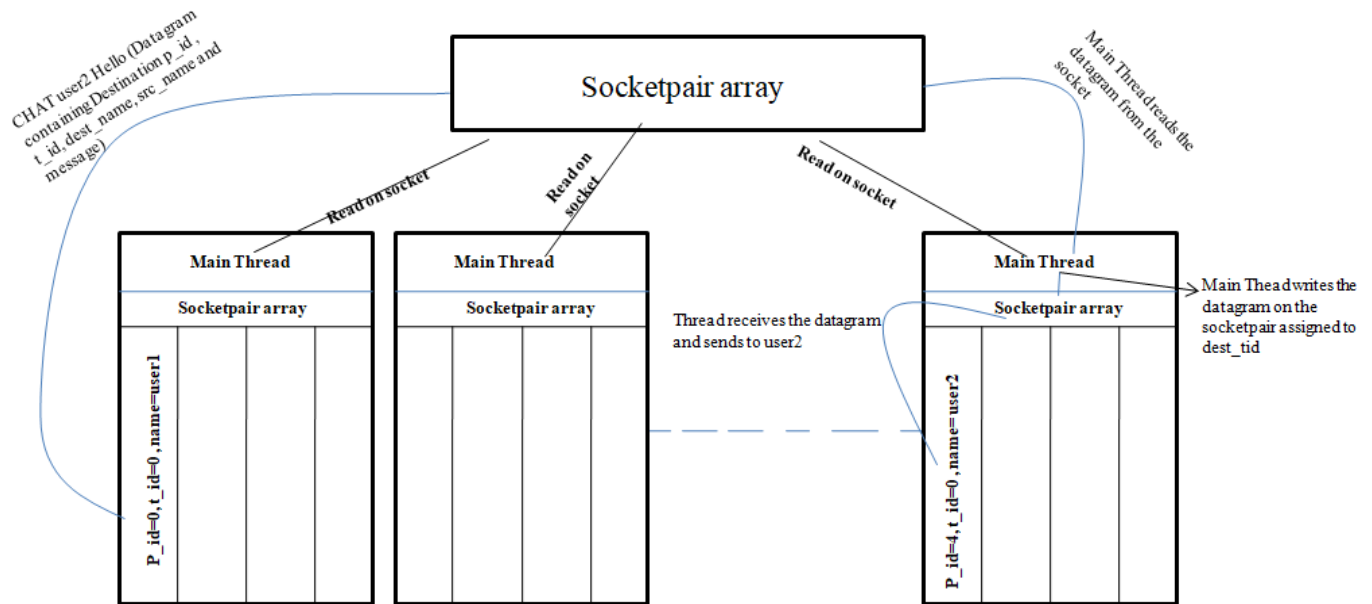 CHAT user2 Hello (Datagram
containing Destination p_id ,
t_id, dest_name, src_name and
message)
Socketpair array
Main Thread reads the
datagram from the
socket
Read on socket
Read on
socket
Read on socket
Main Thread
Main Thread
Main Thread
Socketpair array
Socketpair array
Socketpair array
Main Thead writes the
datagram on the
socketpair assigned to
dest_tid
Thread receives the datagram
and sends to user2
P_id=0, t_id=0 , name=user1
P_id=4, t_id=0 , name= user2